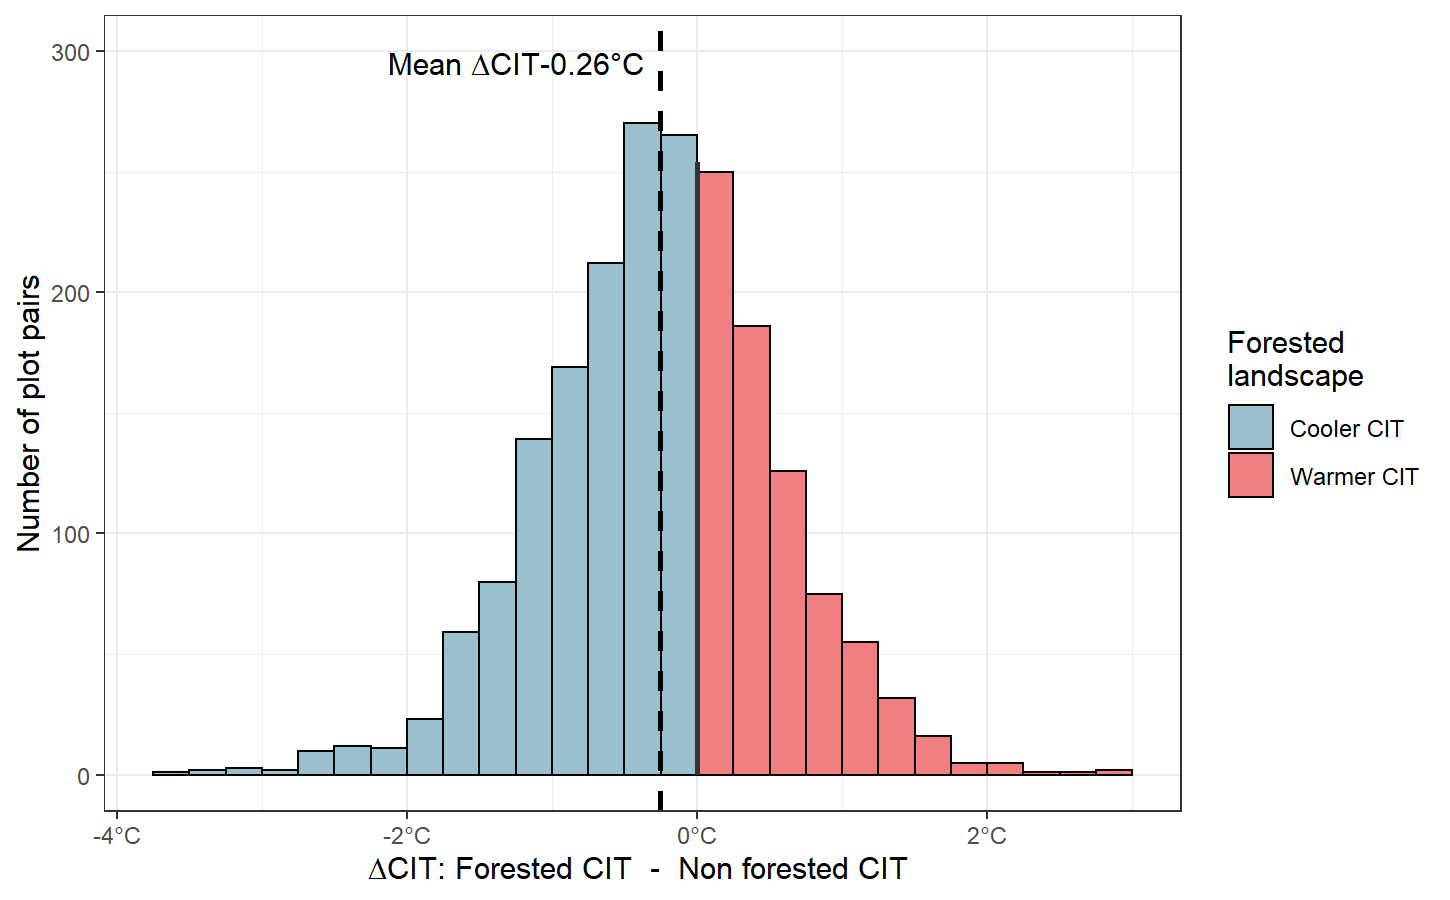 Mean ΔCIT-0.26°C
300
200
100
0
Number of plot pairs
-4°C
-2°C
0°C
2°C
ΔCIT: Forested CIT  -  Non forested CIT
Forested
landscape
Cooler CIT
Warmer CIT